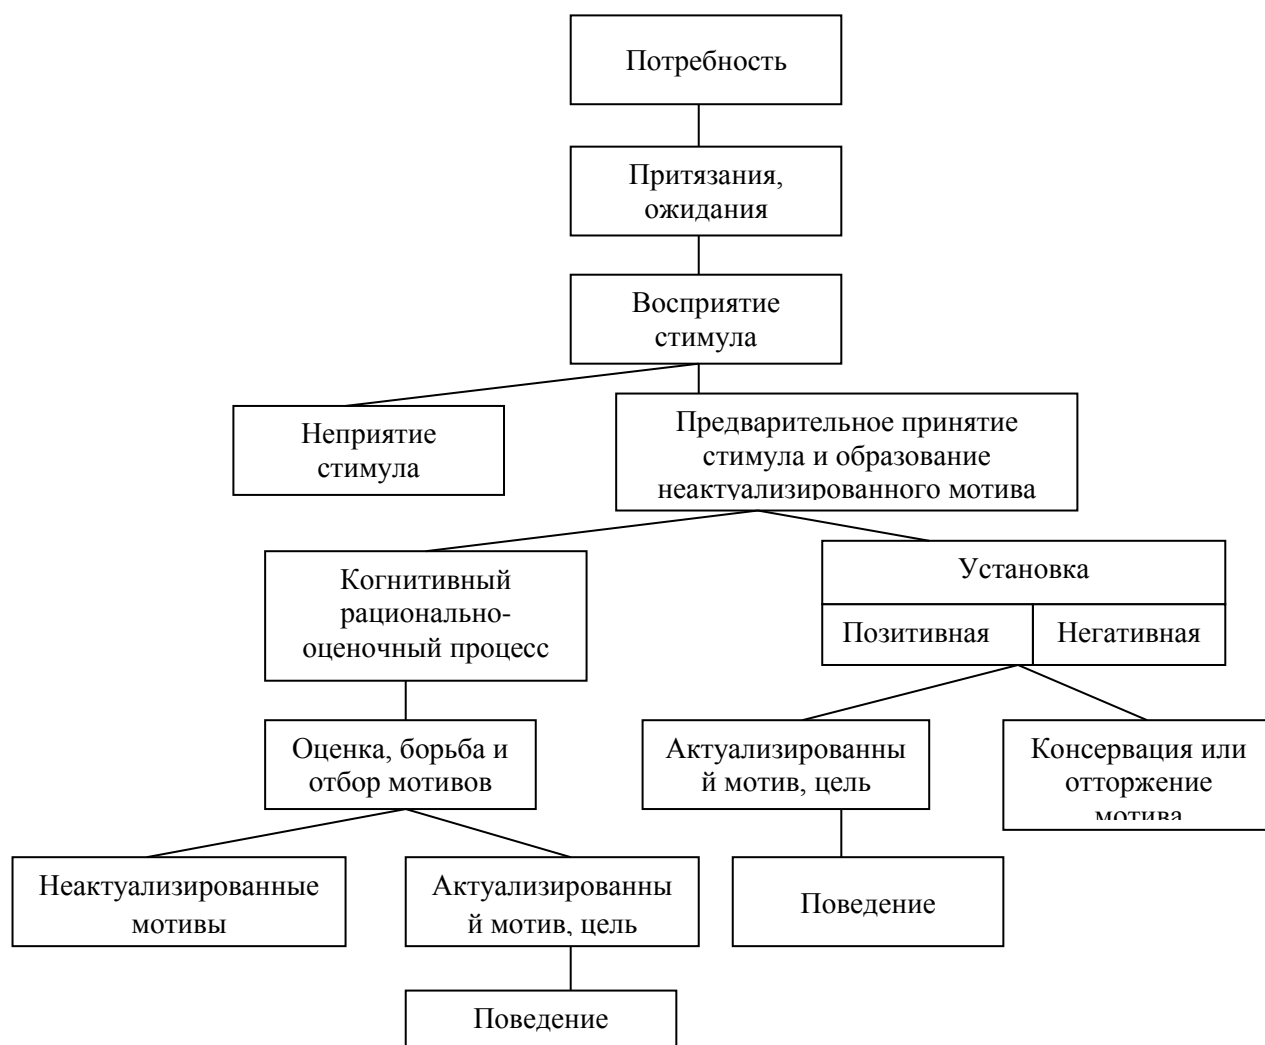 Потребность
Притязания,
ожидания
Восприятие
стимула
Неприятие
стимула
Предварительное принятие
стимула и образование
неактуализированного мотива
Когнитивный
рационально-
оценочный процесс
Установка
Позитивная
Негативная
Оценка, борьба и
отбор мотивов
Актуализированны
й мотив, цель
Консервация или
отторжение
мотива
Неактуализированные
мотивы
Актуализированны
й мотив, цель
Поведение
Поведение